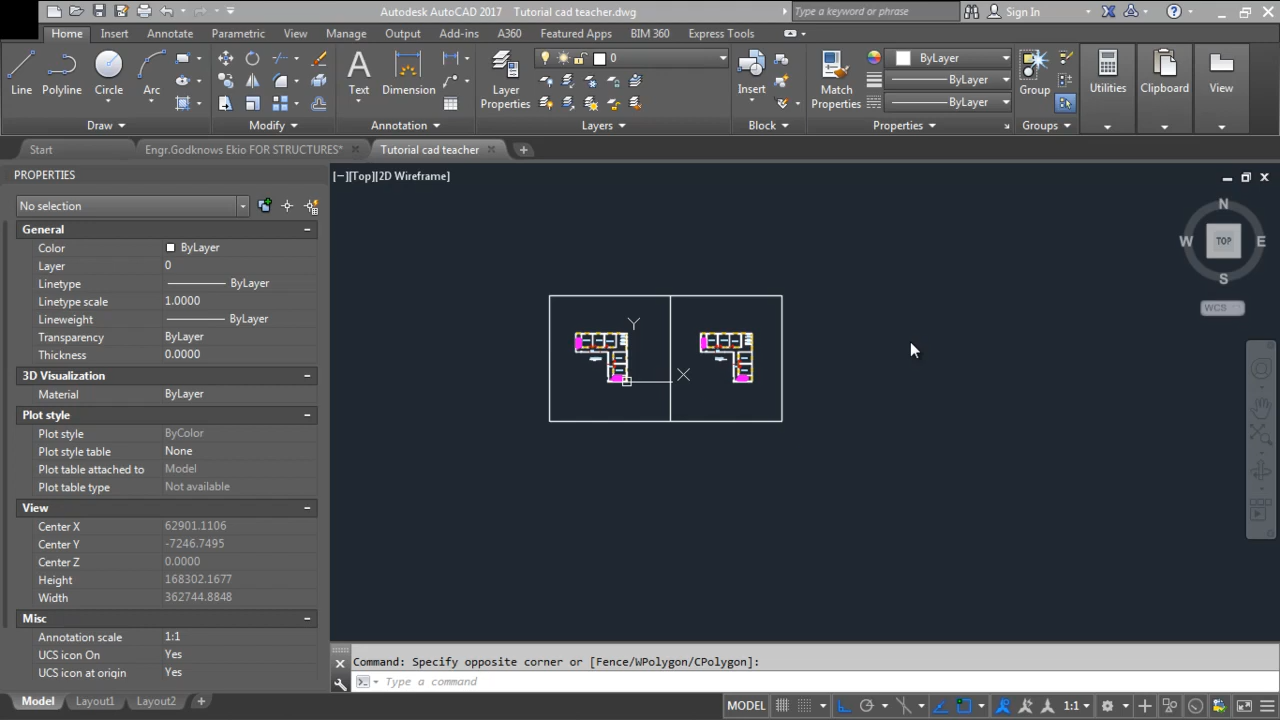 Autodesk AutoCAD 2017 Tutorial cad teacher.dwg
Type a keyword or phrase
Sign In
Home Insert Annotate Parametric View Manage Output Add-ins A360 Featured Apps BIM 360 Express Tools
Line Polyline Circle Arc
Text Dimension
Layer Properties
0
Insert
Match Properties
ByLayer
ByLayer
ByLayer
Group
Utilities
Clipboard
View
Draw Modify Annotation Layers Block Properties Groups
Start Engr.Godknows Ekio FOR STRUCTURES* Tutorial cad teacher
PROPERTIES
[−][Top][2D Wireframe]
No selection
General
Color ByLayer
Layer 0
Linetype ByLayer
Linetype scale 1.0000
Lineweight ByLayer
Transparency ByLayer
Thickness 0.0000
3D Visualization
Material ByLayer
Plot style
Plot style ByColor
Plot style table None
Plot table attached to Model
Plot table type Not available
View
Center X 62901.1106
Center Y -7246.7495
Center Z 0.0000
Height 168302.1677
Width 362744.8848
Misc
Annotation scale 1:1
UCS icon On Yes
UCS icon at origin Yes
N
W TOP E
S
WCS
Y
X
Command: Specify opposite corner or [Fence/WPolygon/CPolygon]:
Type a command
Model Layout1 Layout2 +
MODEL 1:1